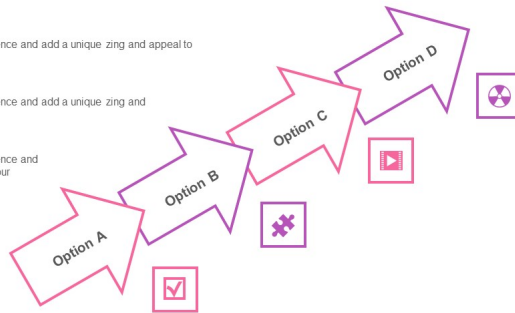 ence and add a unique zing and appeal to
ence and add a unique zing and
ence and
our
Option A
Option B
Option C
Option D